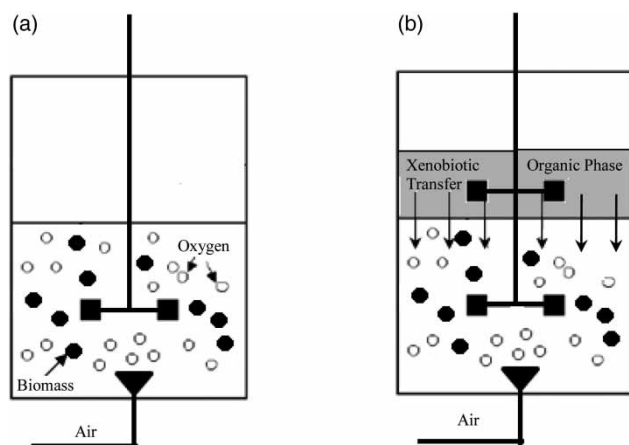 (a)
Oxygen
Biomass
Air
(b)
Xenobiotic
Transfer
Organic Phase
Air